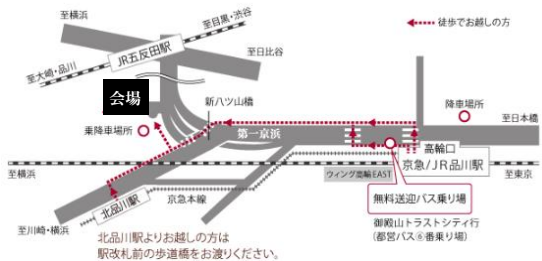 至横浜
至目黒・渋谷
徒歩でお越しの方
JR五反田駅
至日比谷
至大崎・品川
会場
新八ツ山橋
降車場所
乗降車場所
第一京浜
至日本橋
高輪口
京急/JR品川駅
至横浜
ウィング高輪EAST
至東京
無料送迎バス乗り場
北品川駅
京急本線
御殿山トラストシティ行
(都営バス⑥番乗り場)
至川崎・横浜
北品川駅よりお越しの方は
駅改札前の歩道橋をお渡りください。